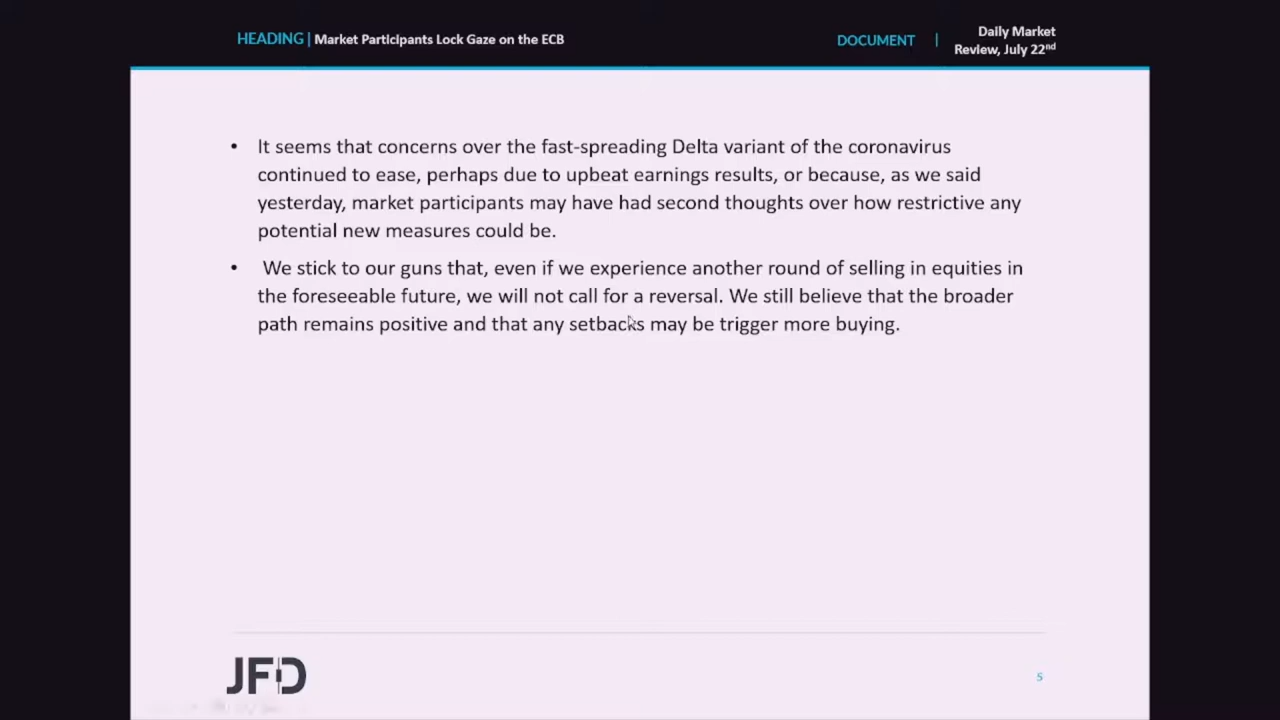 HEADING | Market Participants Lock Gaze on the ECB
DOCUMENT | Daily Market
Review, July 22nd
• It seems that concerns over the fast-spreading Delta variant of the coronavirus
continued to ease, perhaps due to upbeat earnings results, or because, as we said
yesterday, market participants may have had second thoughts over how restrictive any
potential new measures could be.
• We stick to our guns that, even if we experience another round of selling in equities in
the foreseeable future, we will not call for a reversal. We still believe that the broader
path remains positive and that any setbacks may be trigger more buying.
JFD
5